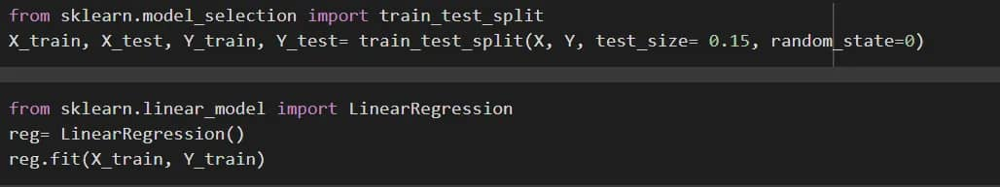 from sklearn.model_selection import train_test_split
X_train, X_test, Y_train, Y_test= train_test_split(X, Y, test_size= 0.15, random_state=0)
from sklearn.linear_model import LinearRegression
reg= LinearRegression()
reg.fit(X_train, Y_train)